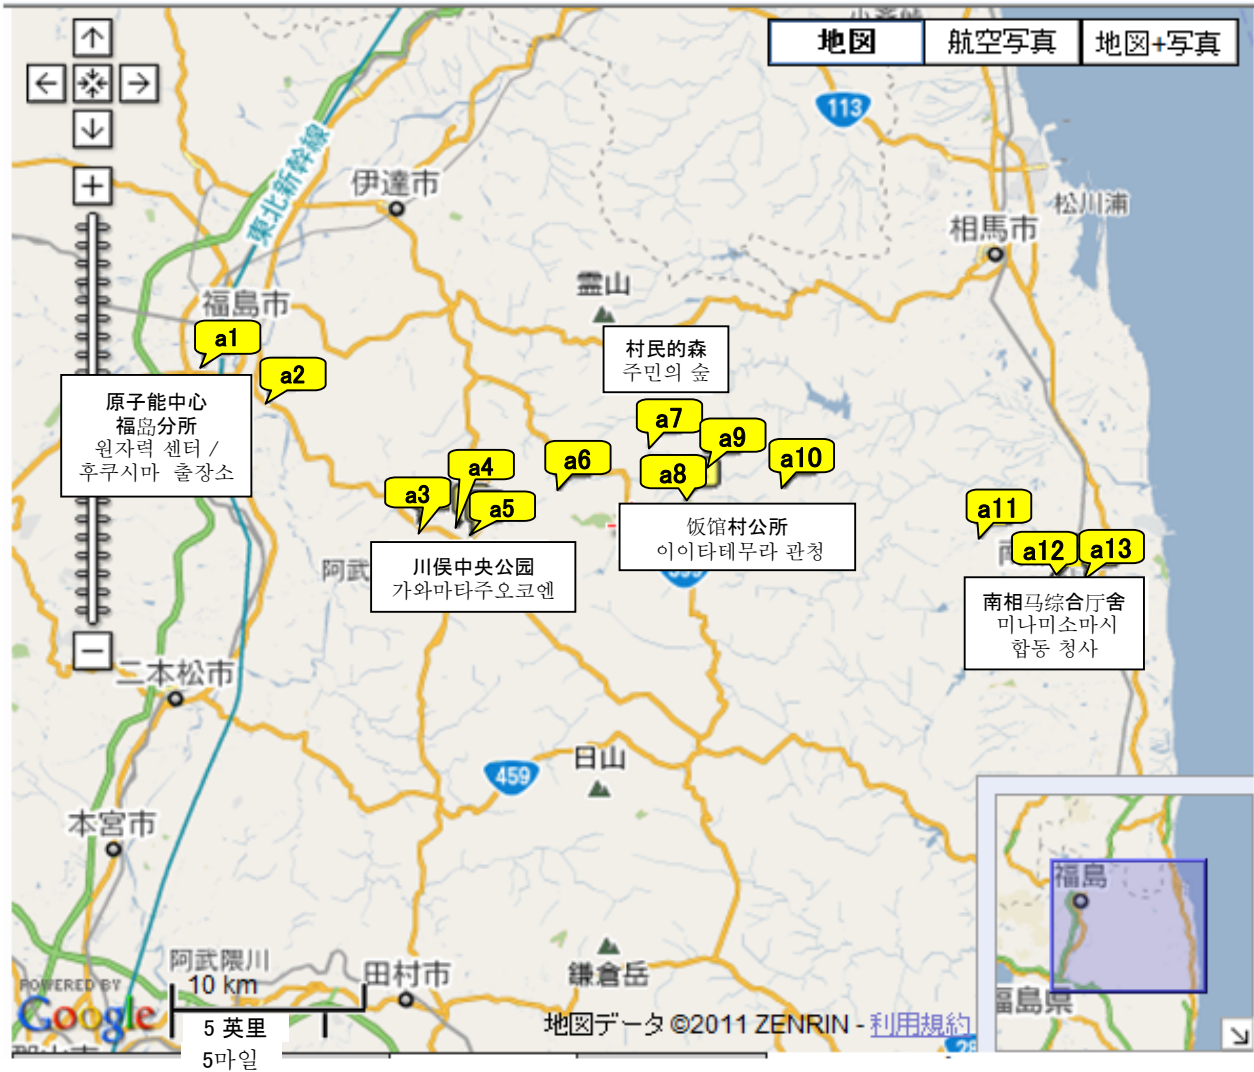 地図
航空写真
地図+写真
113
東北新幹線
伊達市
松川浦
相馬市
霊山
福島市
a1
a2
村民的森
주민의 숲
原子能中心
福岛分所
원자력 센터 /
후쿠시마 출장소
a7
a9
a4
a6
a8
a10
a3
a5
a11
饭馆村公所
이이타테무라 관청
a12
a13
阿武
川俣中央公园
가와마타주오코엔
南相马综合厅舍
미나미소마시
합동 청사
二本松市
459
日山
本宮市
福島
阿武隈川
田村市
鎌倉岳
福島県
POWERED BY
Google
10 km
5 英里
5마일
地図データ ©2011 ZENRIN - 利用規約